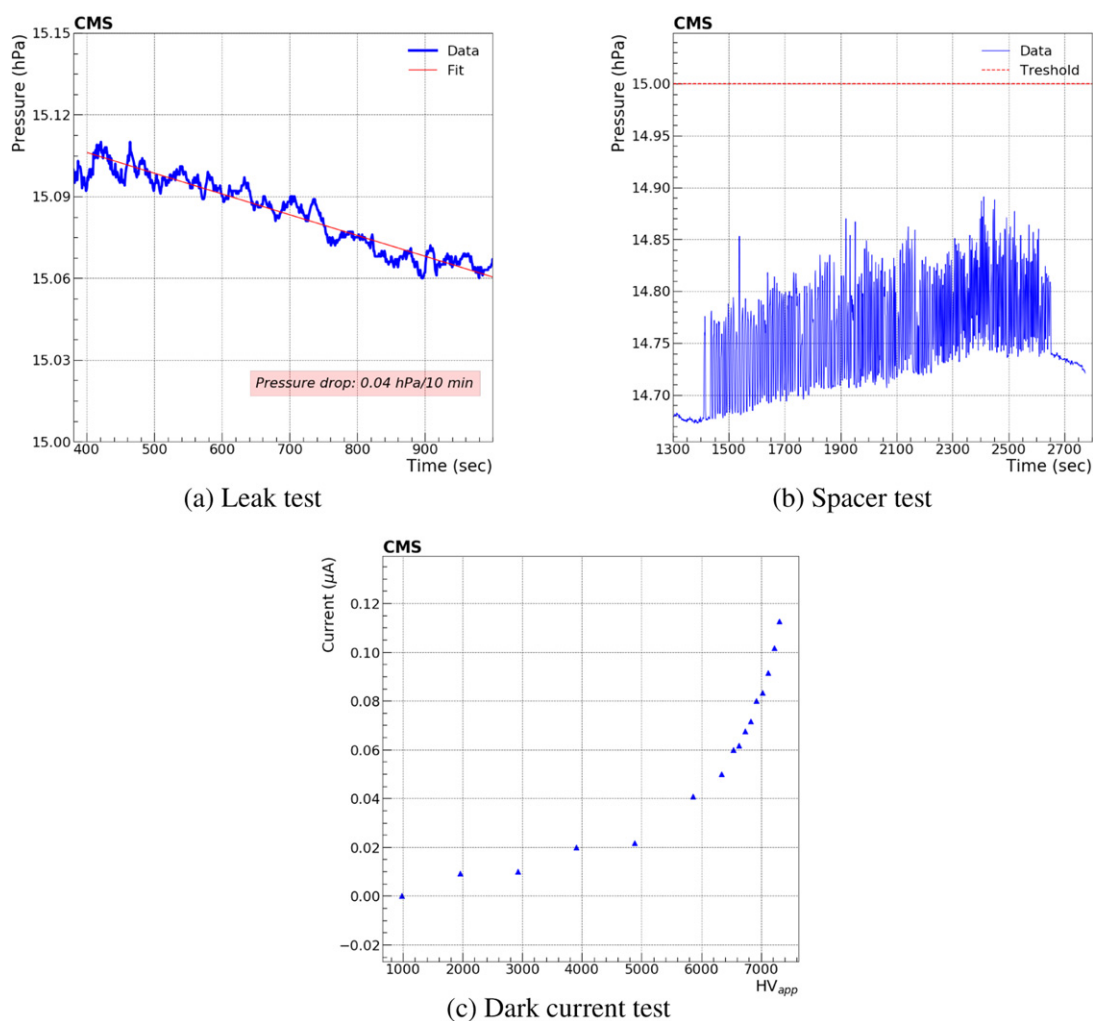 CMS
Pressure (hPa)
15.15
15.12
15.09
15.06
15.03
15.00
Data
Fit
Pressure drop: 0.04 hPa/10 min
400 500 600 700 800 900
Time (sec)
(a) Leak test
CMS
Pressure (hPa)
15.00
14.95
14.90
14.85
14.80
14.75
14.70
Data
Treshold
1300 1500 1700 1900 2100 2300 2500 2700
Time (sec)
(b) Spacer test
CMS
Current (μA)
0.12
0.10
0.08
0.06
0.04
0.02
0.00
−0.02
1000 2000 3000 4000 5000 6000 7000
HVapp
(c) Dark current test